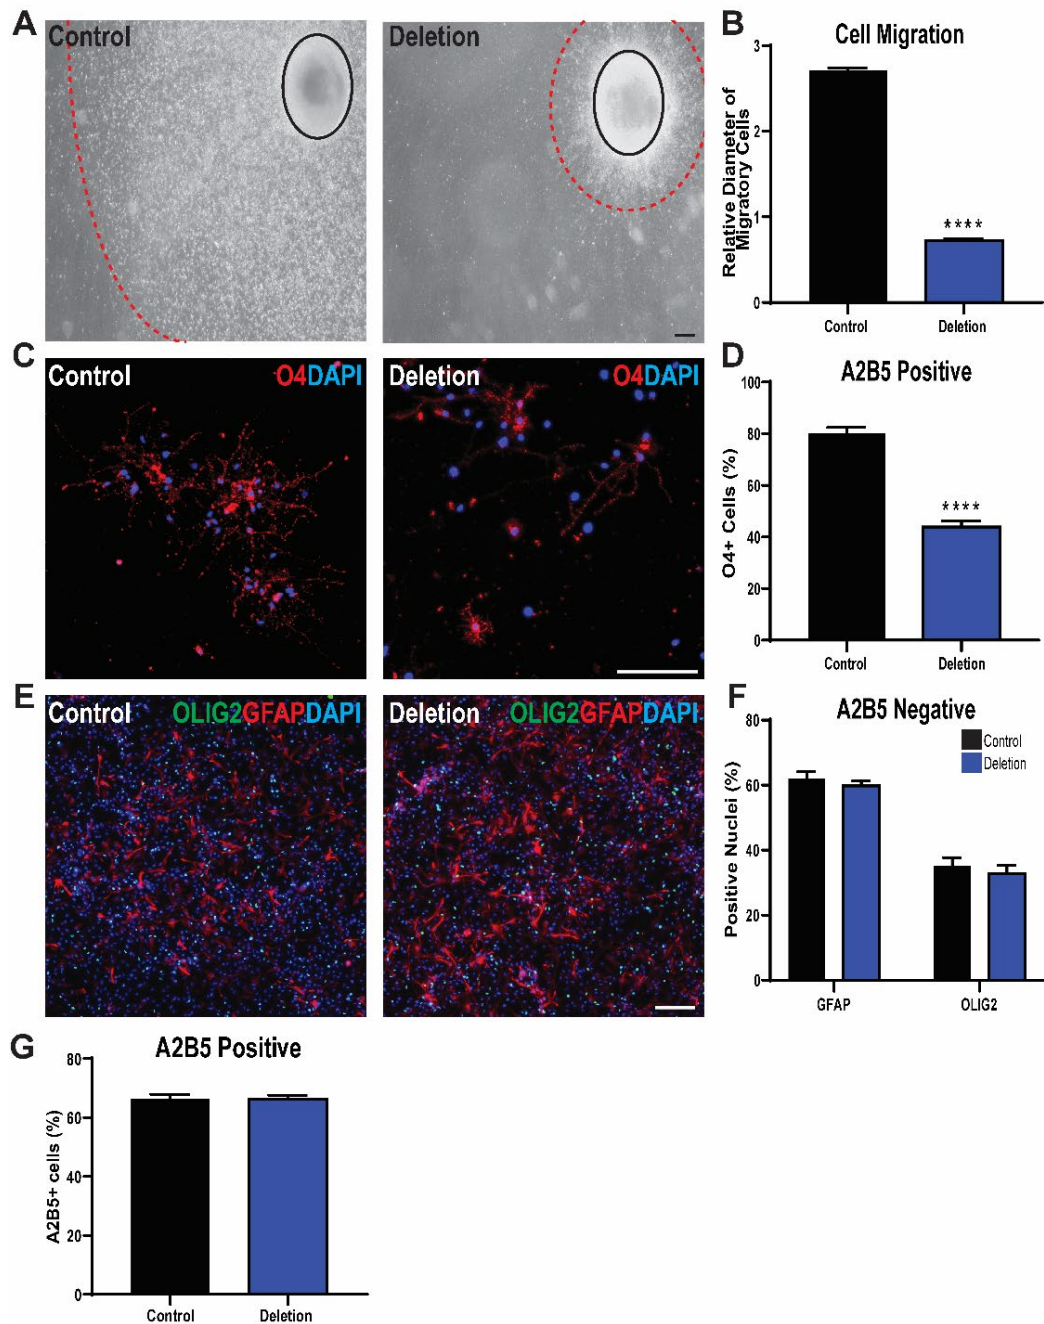 A
Control
Deletion
B
Cell Migration
Relative Diameter of
Migratory Cells
3
2
1
0
****
Control
Deletion
C
Control
O4DAPI
Deletion
O4DAPI
D
A2B5 Positive
O4+ Cells (%)
100
80
60
40
20
0
****
Control
Deletion
E
Control
OLIG2GFAPDAPI
Deletion
OLIG2GFAPDAPI
F
A2B5 Negative
Positive Nuclei (%)
80
60
40
20
0
Control
Deletion
GFAP
OLIG2
G
A2B5 Positive
A2B5+ cells (%)
80
60
40
20
0
Control
Deletion